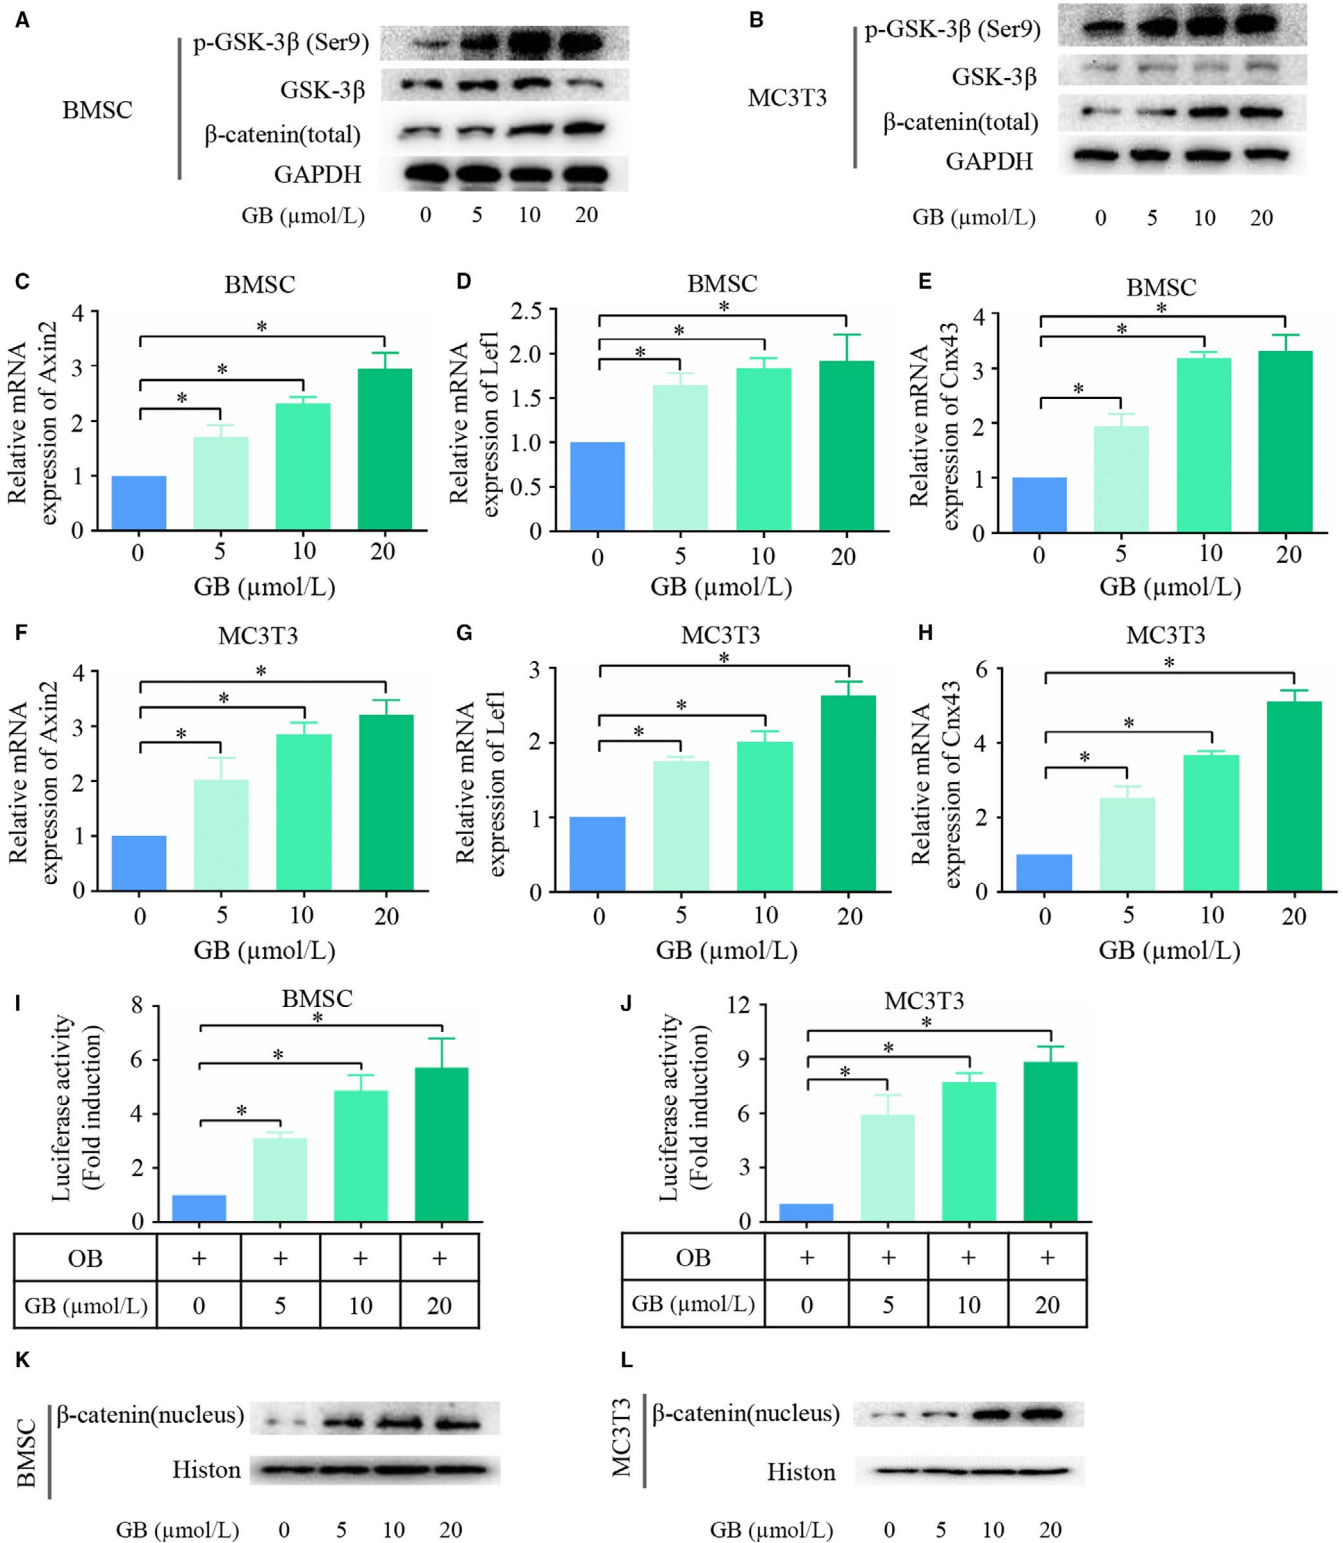 A
BMSC
p-GSK-3β (Ser9)
GSK-3β
β-catenin(total)
GAPDH
GB (µmol/L) 0 5 10 20
B
MC3T3
p-GSK-3β (Ser9)
GSK-3β
β-catenin(total)
GAPDH
GB (µmol/L) 0 5 10 20
C
BMSC
Relative mRNA
expression of Axin2
4
3
2
1
0
* * *
0 5 10 20
GB (µmol/L)
D
BMSC
Relative mRNA
expression of Lef1
2.5
2.0
1.5
1.0
0.5
0
* * *
0 5 10 20
GB (µmol/L)
E
BMSC
Relative mRNA
expression of Cnx43
4
3
2
1
0
* * *
0 5 10 20
GB (µmol/L)
F
MC3T3
Relative mRNA
expression of Axin2
4
3
2
1
0
* * *
0 5 10 20
GB (µmol/L)
G
MC3T3
Relative mRNA
expression of Lef1
3
2
1
0
* * *
0 5 10 20
GB (µmol/L)
H
MC3T3
Relative mRNA
expression of Cnx43
6
4
2
0
* * *
0 5 10 20
GB (µmol/L)
I
BMSC
Luciferase activity
(Fold induction)
8
6
4
2
0
* * *
OB + + + +
GB (µmol/L) 0 5 10 20
J
MC3T3
Luciferase activity
(Fold induction)
12
9
6
3
0
* * *
OB + + + +
GB (µmol/L) 0 5 10 20
K
BMSC
β-catenin(nucleus)
Histon
GB (µmol/L) 0 5 10 20
L
MC3T3
β-catenin(nucleus)
Histon
GB (µmol/L) 0 5 10 20